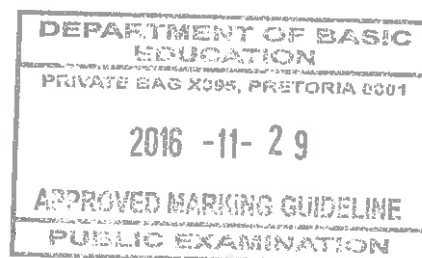 DEPARTMENT OF BASIC
EDUCATION
PRIVATE BAG X895, PRETORIA 0001
2016 -11- 29
APPROVED MARKING GUIDELINE
PUBLIC EXAMINATION